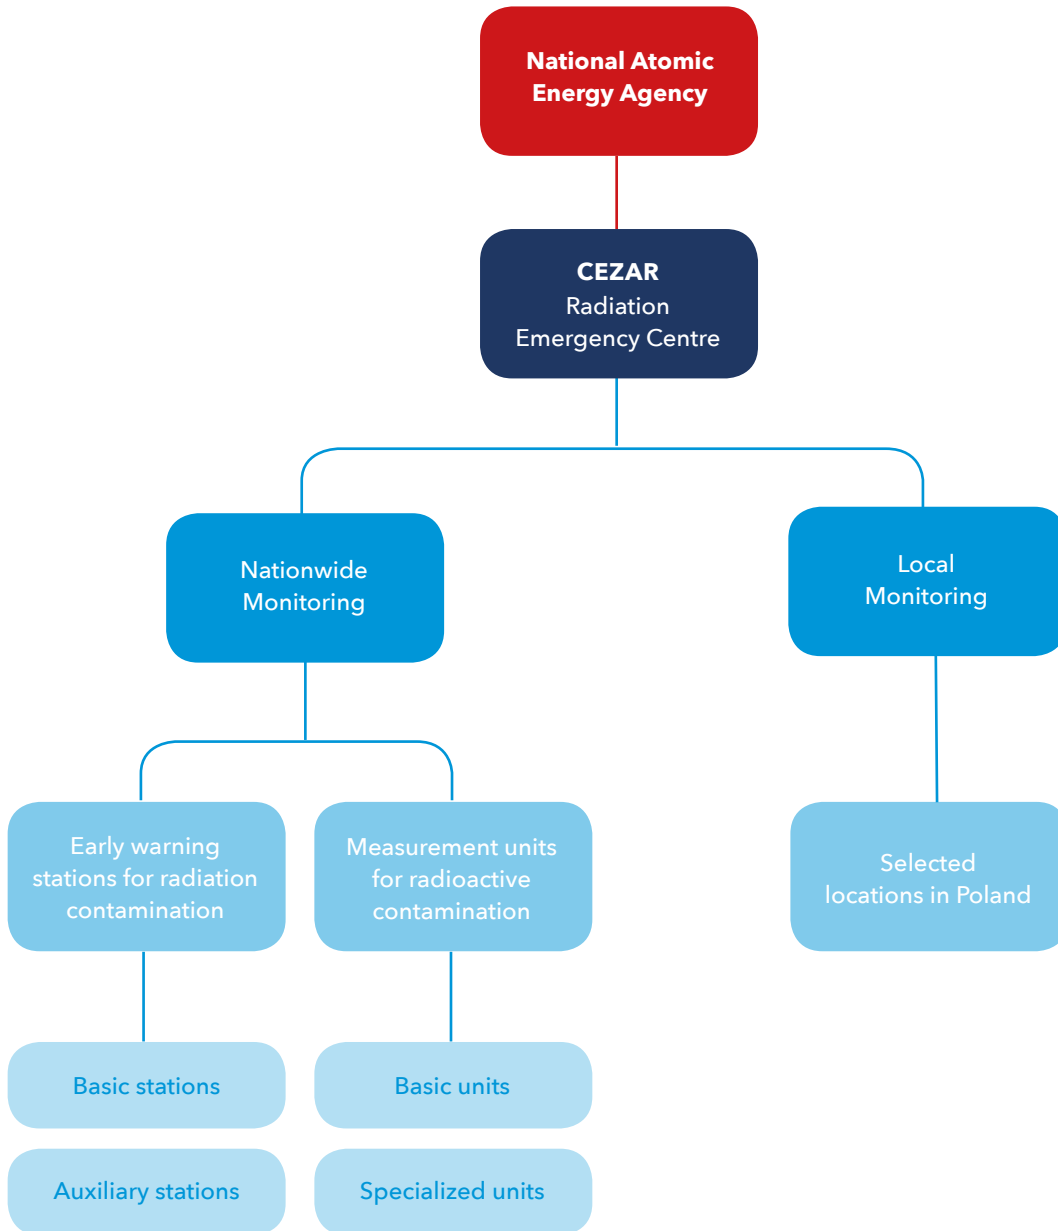 National Atomic
Energy Agency
CEZAR
Radiation
Emergency Centre
Nationwide
Monitoring
Local
Monitoring
Early warning
stations for radiation
contamination
Measurement units
for radioactive
contamination
Selected
locations in Poland
Basic stations
Basic units
Auxiliary stations
Specialized units